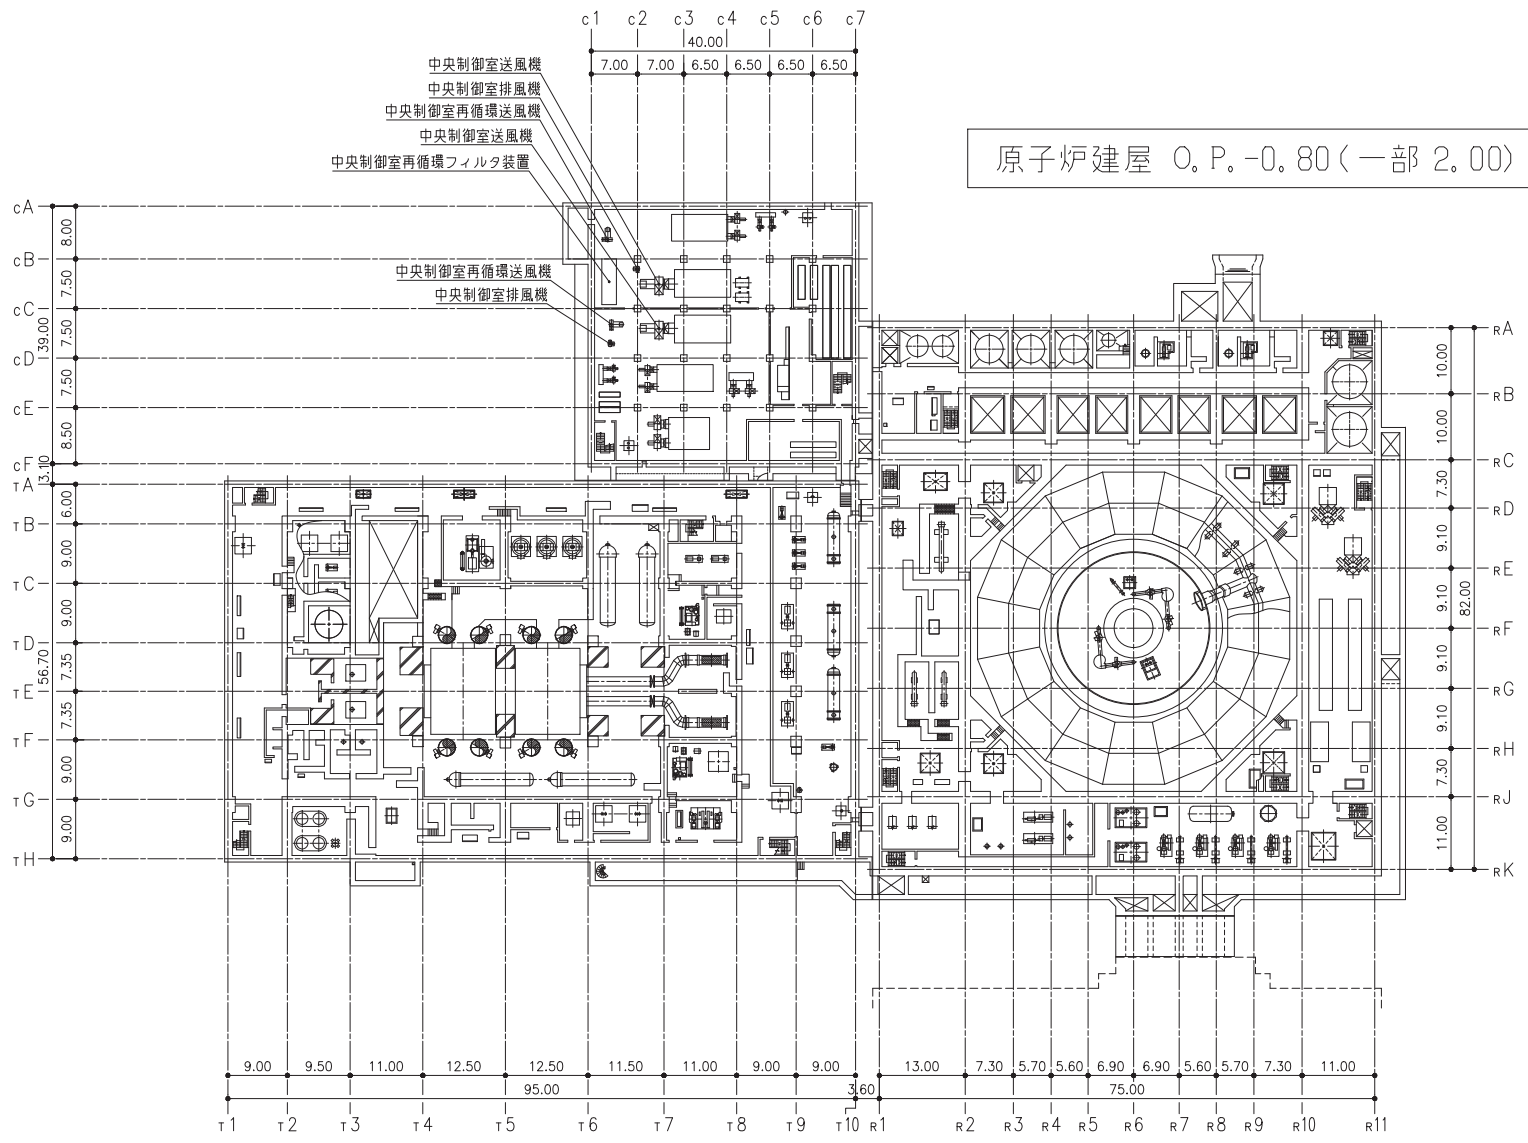 c1 c2 c3 c4 c5 c6 c7
40.00
7.00 7.00 6.50 6.50 6.50 6.50
中央制御室送風機
中央制御室排風機
中央制御室再循環送風機
中央制御室送風機
中央制御室再循環フィルタ装置
原子炉建屋 O.P.-0.80(一部 2.00)
中央制御室再循環送風機
中央制御室排風機
cA
8.00
cB
7.50
cC
7.50
39.00
cD
7.50
cE
8.50
cF
3.10
TA
6.00
TB
9.00
TC
9.00
TD
7.35
56.70
TE
7.35
TF
9.00
TG
9.00
TH
RA
10.00
RB
10.00
RC
7.30
RD
9.10
RE
9.10
82.00
RF
9.10
RG
9.10
RH
7.30
RJ
11.00
RK
9.00 9.50 11.00 12.50 12.50 11.50 11.00 9.00 9.00 13.00 7.30 5.70 5.60 6.90 6.90 5.60 5.70 7.30 11.00
95.00 3.60 75.00
T1 T2 T3 T4 T5 T6 T7 T8 T9 T10 R1 R2 R3 R4 R5 R6 R7 R8 R9 R10 R11